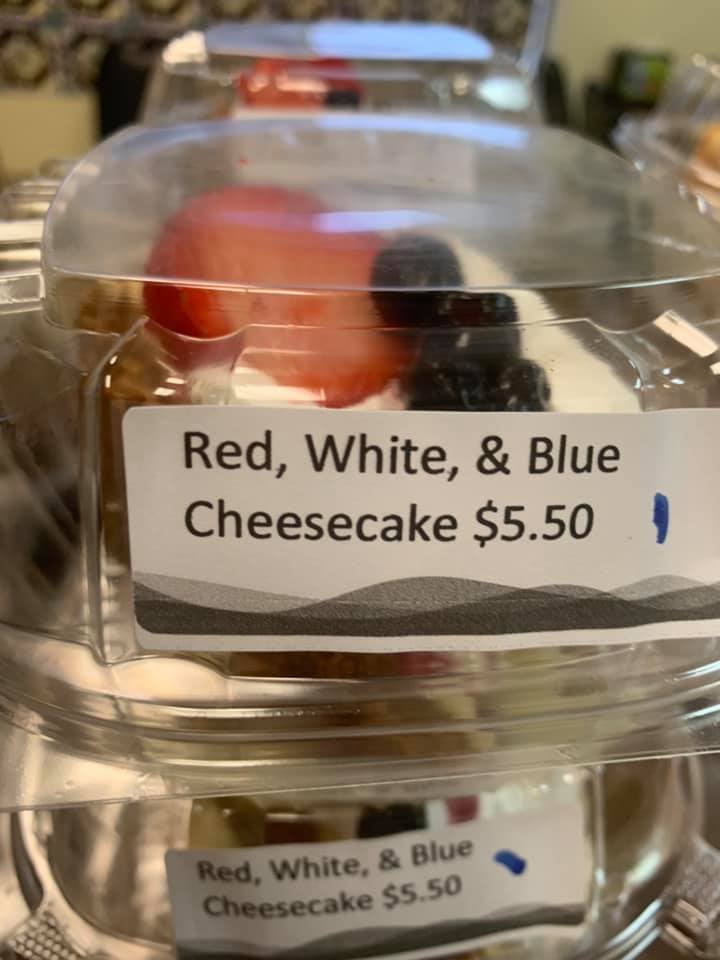 Red, White, & Blue
Cheesecake $5.50
Red, White, & Blue
Cheesecake $5.50